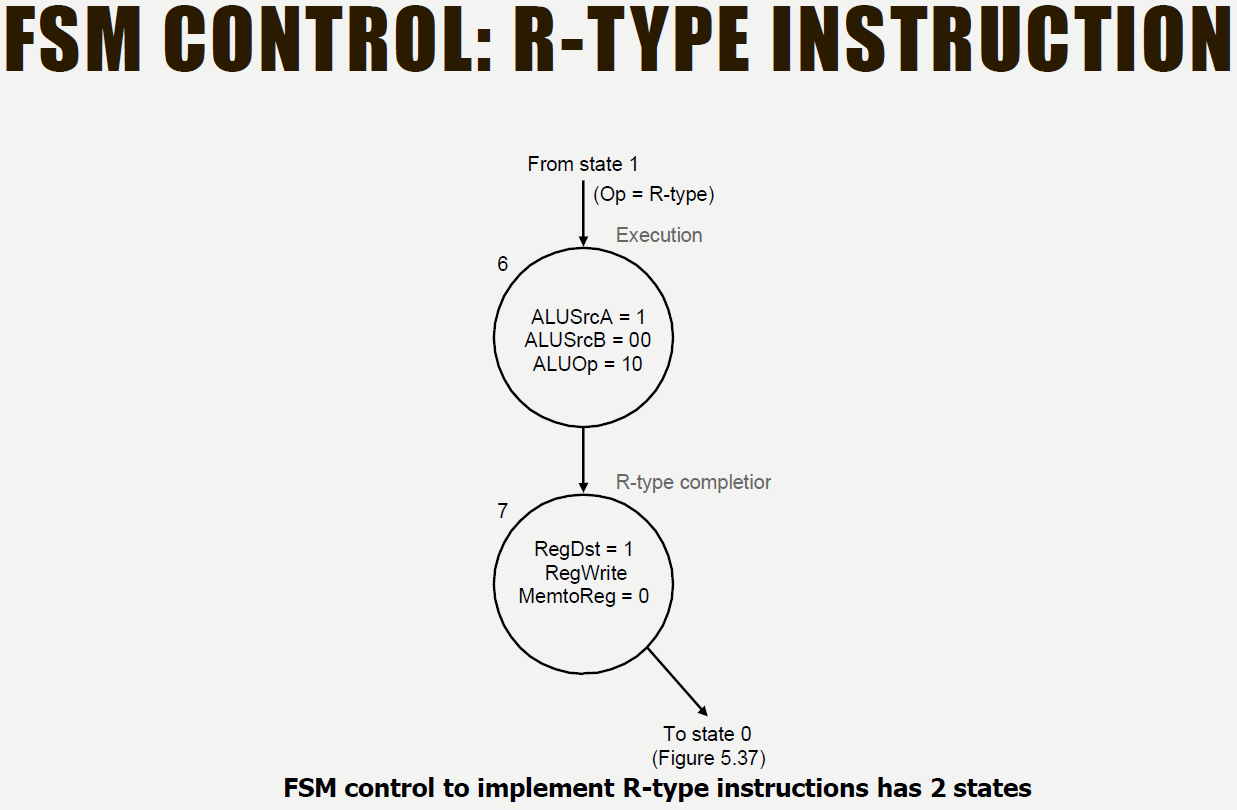 FSM CONTROL: R-TYPE INSTRUCTION
From state 1
(Op = R-type)
Execution
6
ALUSrcA = 1
ALUSrcB = 00
ALUOp = 10
R-type completior
7
RegDst = 1
RegWrite
MemtoReg = 0
To state 0
(Figure 5.37)
FSM control to implement R-type instructions has 2 states